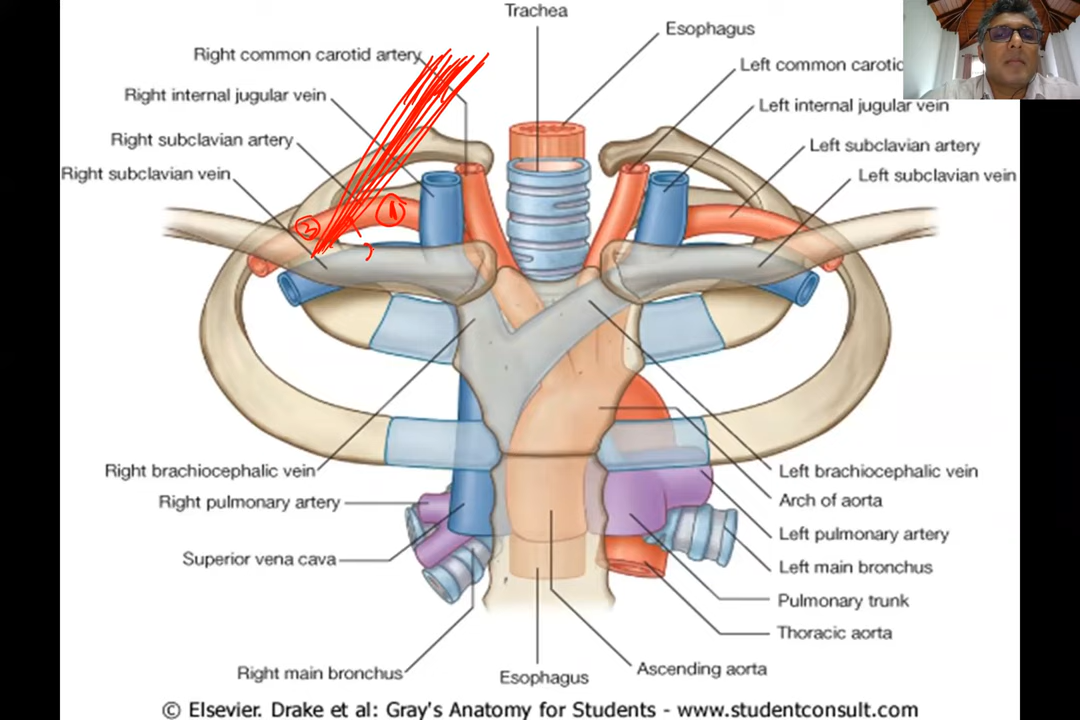 Trachea
Esophagus
Right common carotid artery
Left common carotid
Right internal jugular vein
Left internal jugular vein
Right subclavian artery
Left subclavian artery
Right subclavian vein
Left subclavian vein
1
Right brachiocephalic vein
Left brachiocephalic vein
Right pulmonary artery
Arch of aorta
Left pulmonary artery
Superior vena cava
Left main bronchus
Pulmonary trunk
Thoracic aorta
Right main bronchus
Esophagus
Ascending aorta
© Elsevier. Drake et al: Gray's Anatomy for Students - www.studentconsult.com